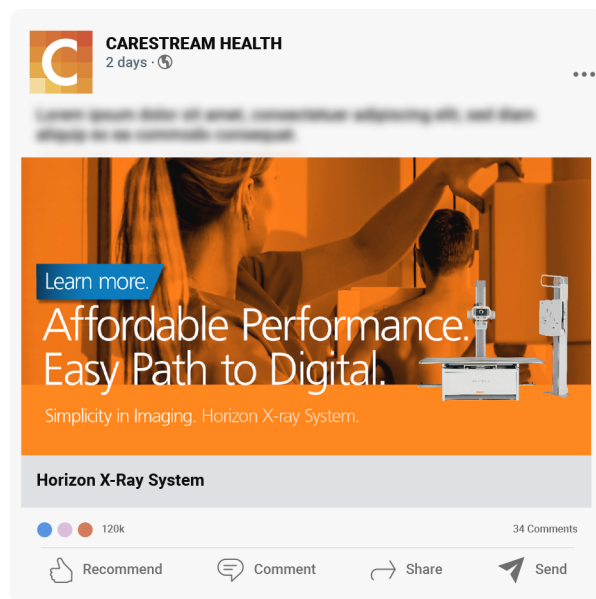 C
CARESTREAM HEALTH
2 days ·
Learn more.
Affordable Performance.
Easy Path to Digital.
Simplicity in Imaging. Horizon X-ray System.
Horizon X-Ray System
120k
34 Comments
Recommend
Comment
Share
Send